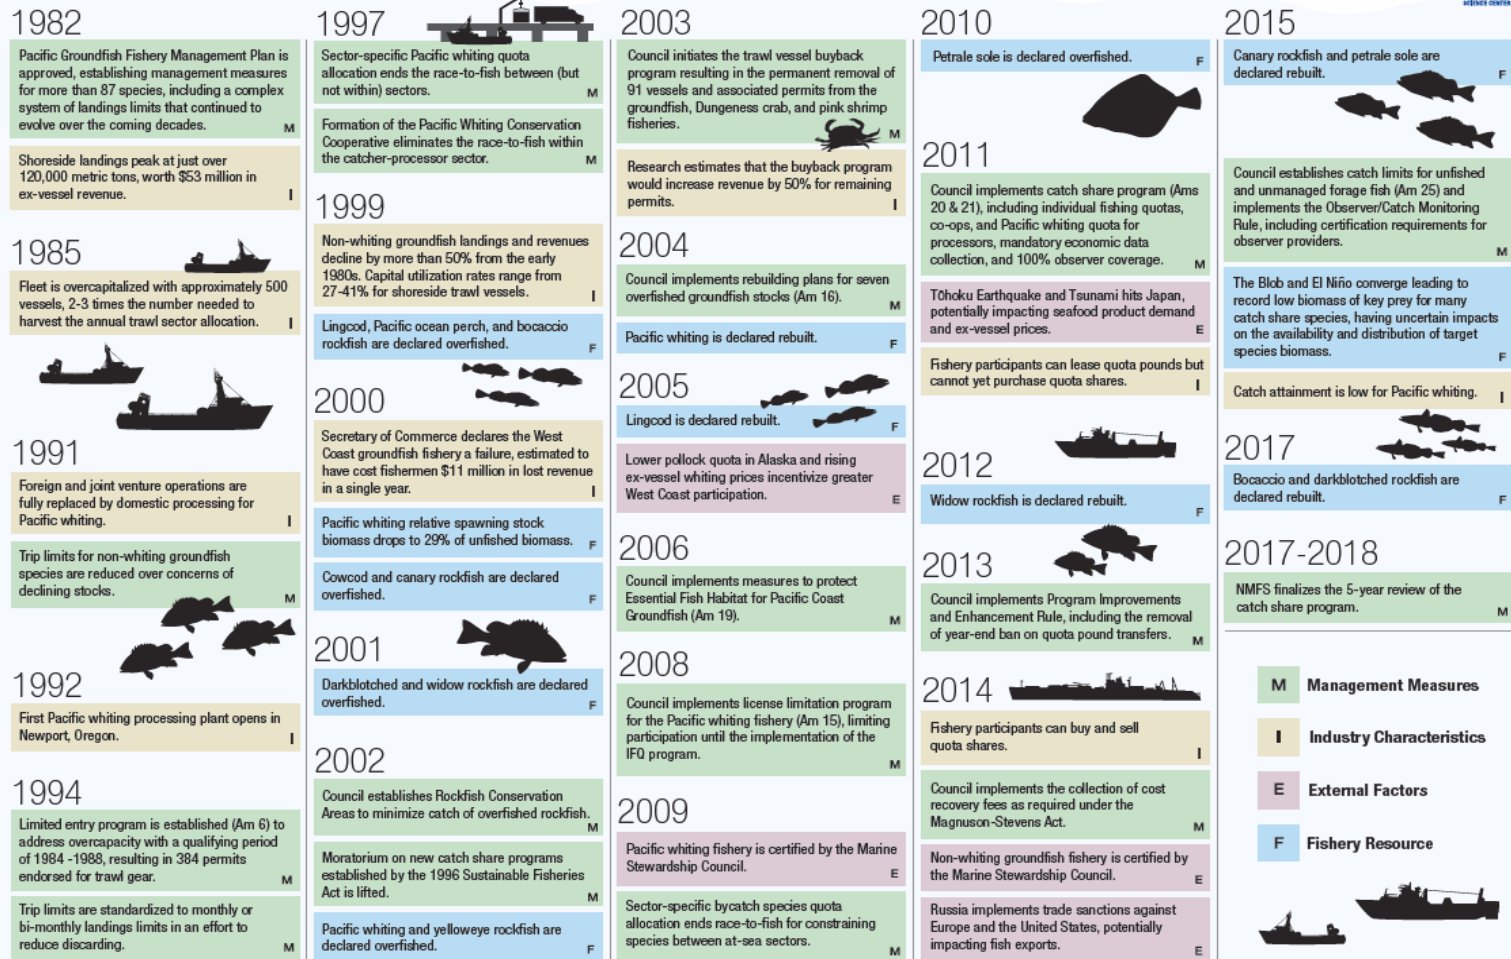 1982
Pacific Groundfish Fishery Management Plan is
approved, establishing management measures
for more than 87 species, including a complex
system of landings limits that continued to
evolve over the coming decades.
M
Shoreside landings peak at just over
120,000 metric tons, worth $53 million in
ex-vessel revenue.
I
1985
Fleet is overcapitalized with approximately 500
vessels, 2-3 times the number needed to
harvest the annual trawl sector allocation.
I
1991
Foreign and joint venture operations are
fully replaced by domestic processing for
Pacific whiting.
I
Trip limits for non-whiting groundfish
species are reduced over concerns of
declining stocks.
M
1992
First Pacific whiting processing plant opens in
Newport, Oregon.
I
1994
Limited entry program is established (Am 6) to
address overcapacity with a qualifying period
of 1984 -1988, resulting in 384 permits
endorsed for trawl gear.
M
Trip limits are standardized to monthly or
bi-monthly landings limits in an effort to
reduce discarding.
M
1997
Sector-specific Pacific whiting quota
allocation ends the race-to-fish between (but
not within) sectors.
M
Formation of the Pacific Whiting Conservation
Cooperative eliminates the race-to-fish within
the catcher-processor sector.
M
1999
Non-whiting groundfish landings and revenues
decline by more than 50% from the early
1980s. Capital utilization rates range from
27-41% for shoreside trawl vessels.
I
Lingcod, Pacific ocean perch, and bocaccio
rockfish are declared overfished.
F
2000
Secretary of Commerce declares the West
Coast groundfish fishery a failure, estimated to
have cost fishermen $11 million in lost revenue
in a single year.
I
Pacific whiting relative spawning stock
biomass drops to 29% of unfished biomass.
F
Cowcod and canary rockfish are declared
overfished.
F
2001
Darkblotched and widow rockfish are declared
overfished.
F
2002
Council establishes Rockfish Conservation
Areas to minimize catch of overfished rockfish.
M
Moratorium on new catch share programs
established by the 1996 Sustainable Fisheries
Act is lifted.
M
Pacific whiting and yelloweye rockfish are
declared overfished.
F
2003
Council initiates the trawl vessel buyback
program resulting in the permanent removal of
91 vessels and associated permits from the
groundfish, Dungeness crab, and pink shrimp
fisheries.
M
Research estimates that the buyback program
would increase revenue by 50% for remaining
permits.
I
2004
Council implements rebuilding plans for seven
overfished groundfish stocks (Am 16).
M
Pacific whiting is declared rebuilt.
F
2005
Lingcod is declared rebuilt.
F
Lower pollock quota in Alaska and rising
ex-vessel whiting prices incentivize greater
West Coast participation.
E
2006
Council implements measures to protect
Essential Fish Habitat for Pacific Coast
Groundfish (Am 19).
M
2008
Council implements license limitation program
for the Pacific whiting fishery (Am 15), limiting
participation until the implementation of the
IFQ program.
M
2009
Pacific whiting fishery is certified by the Marine
Stewardship Council.
E
Sector-specific bycatch species quota
allocation ends race-to-fish for constraining
species between at-sea sectors.
M
2010
Petrale sole is declared overfished.
F
2011
Council implements catch share program (Ams
20 & 21), including individual fishing quotas,
co-ops, and Pacific whiting quota for
processors, mandatory economic data
collection, and 100% observer coverage.
M
Tōhoku Earthquake and Tsunami hits Japan,
potentially impacting seafood product demand
and ex-vessel prices.
E
Fishery participants can lease quota pounds but
cannot yet purchase quota shares.
I
2012
Widow rockfish is declared rebuilt.
F
2013
Council implements Program Improvements
and Enhancement Rule, including the removal
of year-end ban on quota pound transfers.
M
2014
Fishery participants can buy and sell
quota shares.
I
Council implements the collection of cost
recovery fees as required under the
Magnuson-Stevens Act.
M
Non-whiting groundfish fishery is certified by
the Marine Stewardship Council.
E
Russia implements trade sanctions against
Europe and the United States, potentially
impacting fish exports.
E
SCIENCE CENTER
2015
Canary rockfish and petrale sole are
declared rebuilt.
F
Council establishes catch limits for unfished
and unmanaged forage fish (Am 25) and
implements the Observer/Catch Monitoring
Rule, including certification requirements for
observer providers.
M
The Blob and El Niño converge leading to
record low biomass of key prey for many
catch share species, having uncertain impacts
on the availability and distribution of target
species biomass.
F
Catch attainment is low for Pacific whiting.
I
2017
Bocaccio and darkblotched rockfish are
declared rebuilt.
F
2017-2018
NMFS finalizes the 5-year review of the
catch share program.
M
M Management Measures
I Industry Characteristics
E External Factors
F Fishery Resource